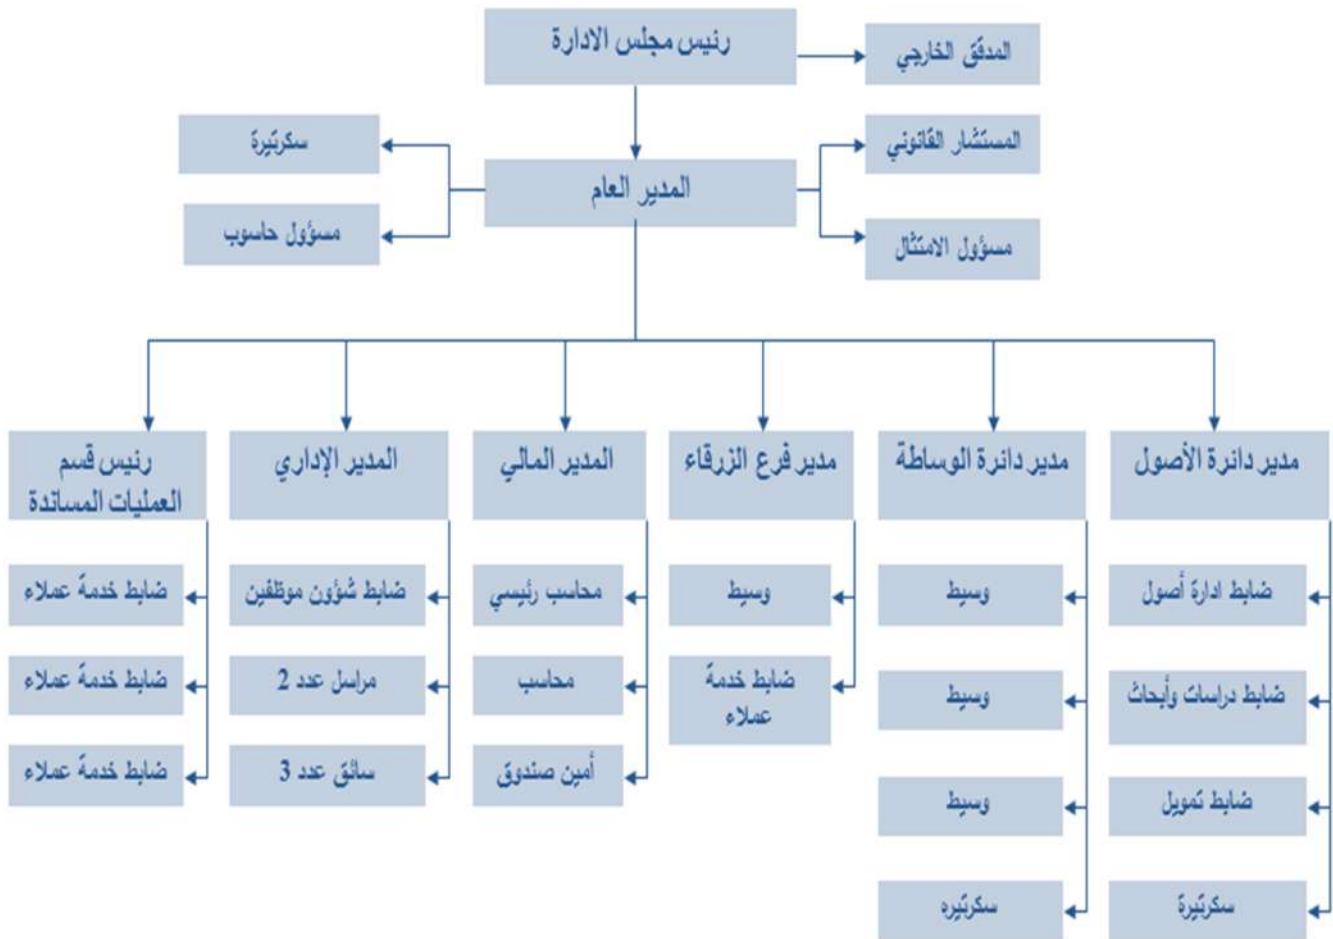 رئيس مجلس الادارة
المدقق الخارجي
المستشار القانوني
سكرتيرة
المدير العام
مسؤول الامتثال
مسؤول حاسوب
مدير دائرة الأصول
مدير دائرة الوساطة
مدير فرع الزرقاء
المدير المالي
المدير الإداري
رئيس قسم
العمليات المساندة
ضابط ادارة أصول
وسيط
وسيط
محاسب رئيسي
ضابط شؤون موظفين
ضابط خدمة عملاء
ضابط دراسات وأبحاث
وسيط
ضابط خدمة
عملاء
محاسب
مراسل عدد 2
ضابط خدمة عملاء
ضابط تمويل
وسيط
أمين صندوق
سائق عدد 3
ضابط خدمة عملاء
سكرتيرة
سكرتيره